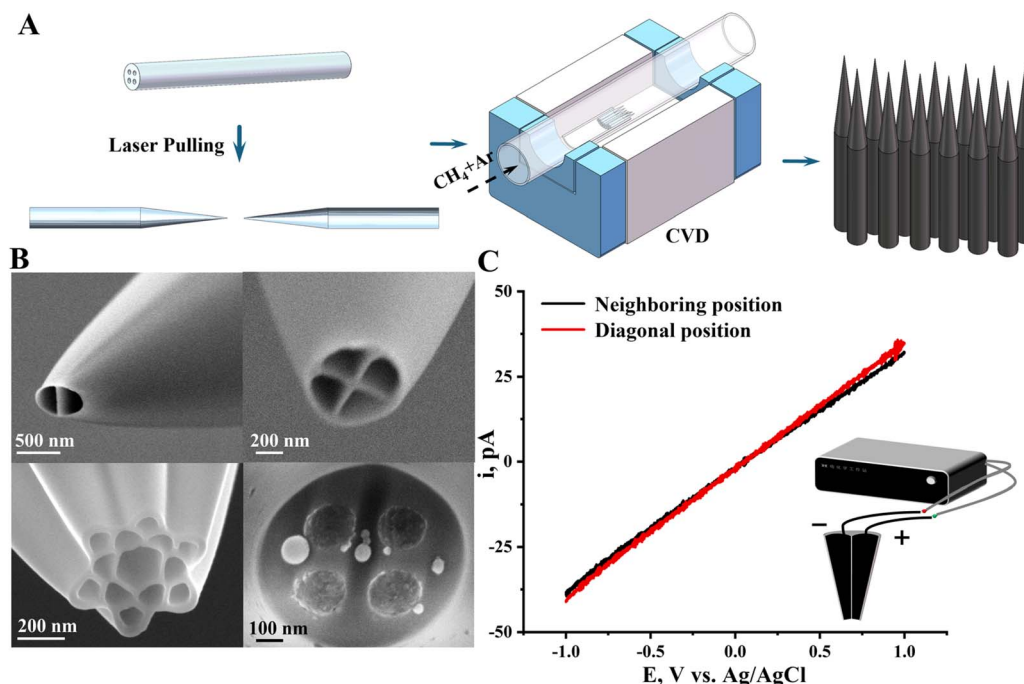 A
Laser Pulling
CH₄+Ar
CVD
B
500 nm
200 nm
200 nm
100 nm
C
Neighboring position
Diagonal position
i, pA
50
25
0
-25
-50
-1.0 -0.5 0.0 0.5 1.0
E, V vs. Ag/AgCl
− +